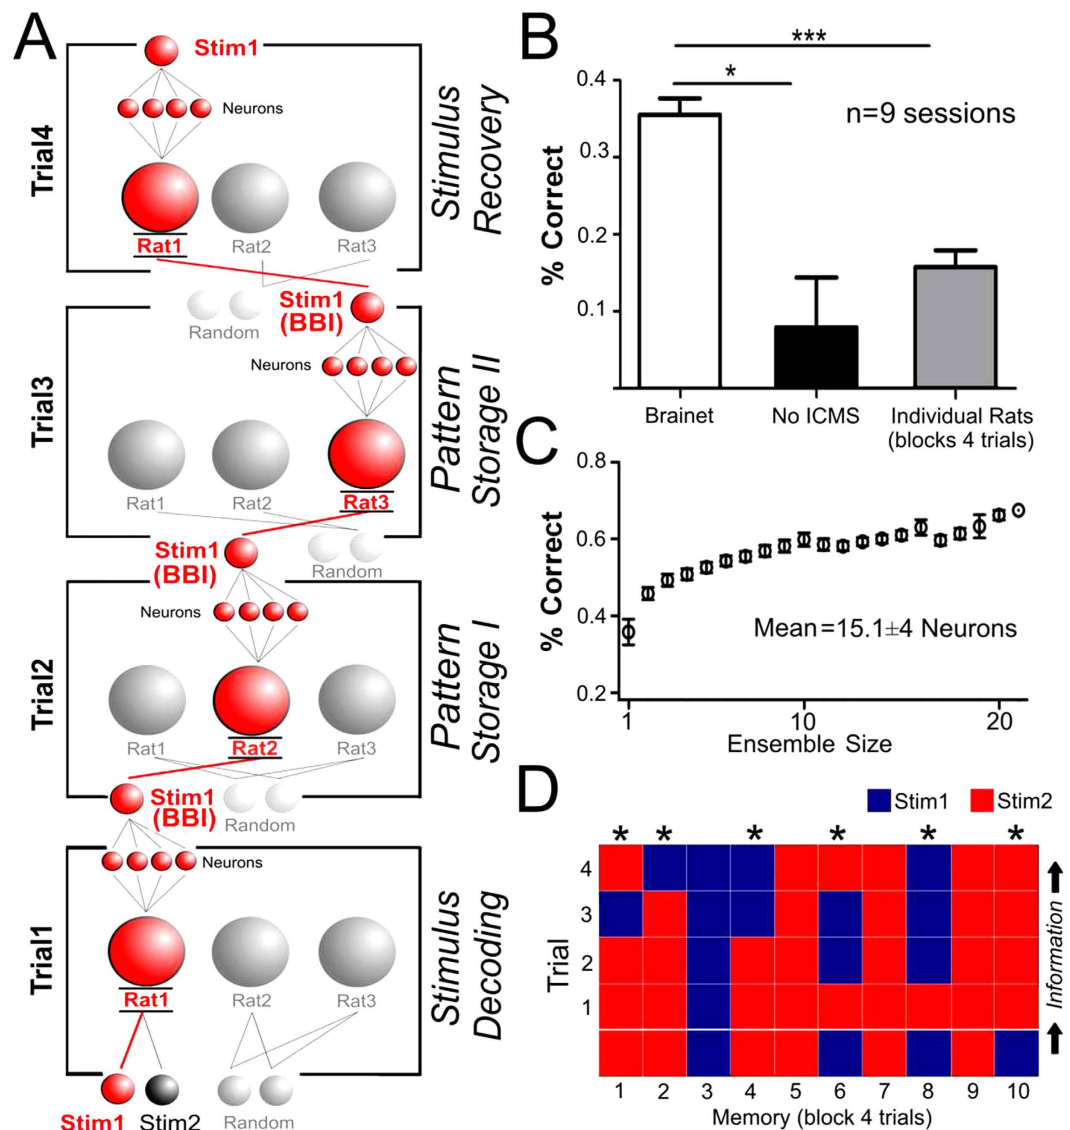 A
Stim1
Neurons
Trial4
Stimulus
Recovery
Rat1
Rat2
Rat3
Random
Stim1
(BBI)
Neurons
Trial3
Pattern
Storage II
Rat1
Rat2
Rat3
Stim1
(BBI)
Random
Neurons
Trial2
Pattern
Storage I
Rat1
Rat2
Rat3
Stim1
(BBI)
Random
Neurons
Trial1
Stimulus
Decoding
Rat1
Rat2
Rat3
Stim1
Stim2
Random
B
***
*
n=9 sessions
% Correct
0.4
0.3
0.2
0.1
Brainet
No ICMS
Individual Rats
(blocks 4 trials)
C
% Correct
0.8
0.6
0.4
0.2
Mean=15.1±4 Neurons
1
10
20
Ensemble Size
D
Stim1
Stim2
* * * * * *
Trial
4
3
2
1
Information
1 2 3 4 5 6 7 8 9 10
Memory (block 4 trials)